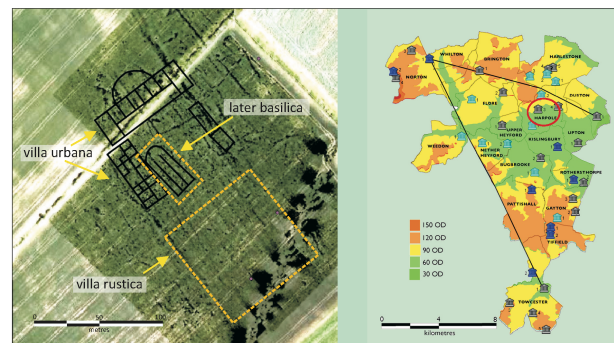 later basilica
villa urbana
villa rustica
0
metres
100
WHILTON
BRINGTON
HARLESTONE
NORTON
FLORE
DUSTON
HARPOLE
UPPER
HEYFORD
KISLINGBURY
UPTON
WEEDON
NETHER
HEYFORD
BUGBROOKE
ROTHERSTHORPE
PATTISHALL
GAYTON
TIFFIELD
TOWCESTER
150 OD
120 OD
90 OD
60 OD
30 OD
0
4
8
kilometres